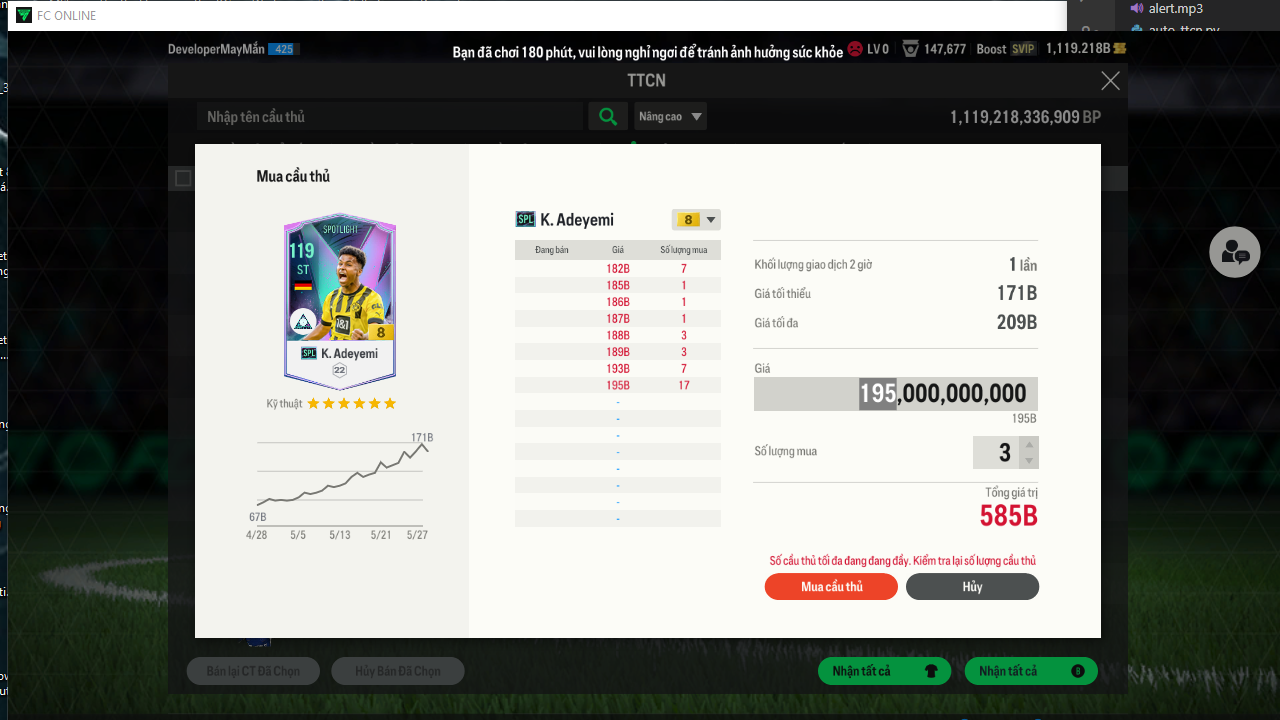 FC ONLINE
alert.mp3
auto_ttcn.py
DeveloperMayMắn 425
Bạn đã chơi 180 phút, vui lòng nghỉ ngơi để tránh ảnh hưởng sức khỏe
LV 0 147,677 Boost SVIP 1,119.218B
TTCN
Nhập tên cầu thủ
Nâng cao
1,119,218,336,909 BP
Mua cầu thủ
SPOTLIGHT
119
ST
1&1
8
SPL K. Adeyemi
22
Kỹ thuật
171B
67B
4/28 5/5 5/13 5/21 5/27
SPL K. Adeyemi 8
Đang bán Giá Số lượng mua
182B 7
185B 1
186B 1
187B 1
188B 3
189B 3
193B 7
195B 17
-
-
-
-
-
-
-
-
Khối lượng giao dịch 2 giờ 1 lần
Giá tối thiểu 171B
Giá tối đa 209B
Giá
195,000,000,000
195B
Số lượng mua 3
Tổng giá trị
585B
Số cầu thủ tối đa đang đang đầy. Kiểm tra lại số lượng cầu thủ
Mua cầu thủ Hủy
Bán lại CT Đã Chọn Hủy Bán Đã Chọn Nhận tất cả Nhận tất cả